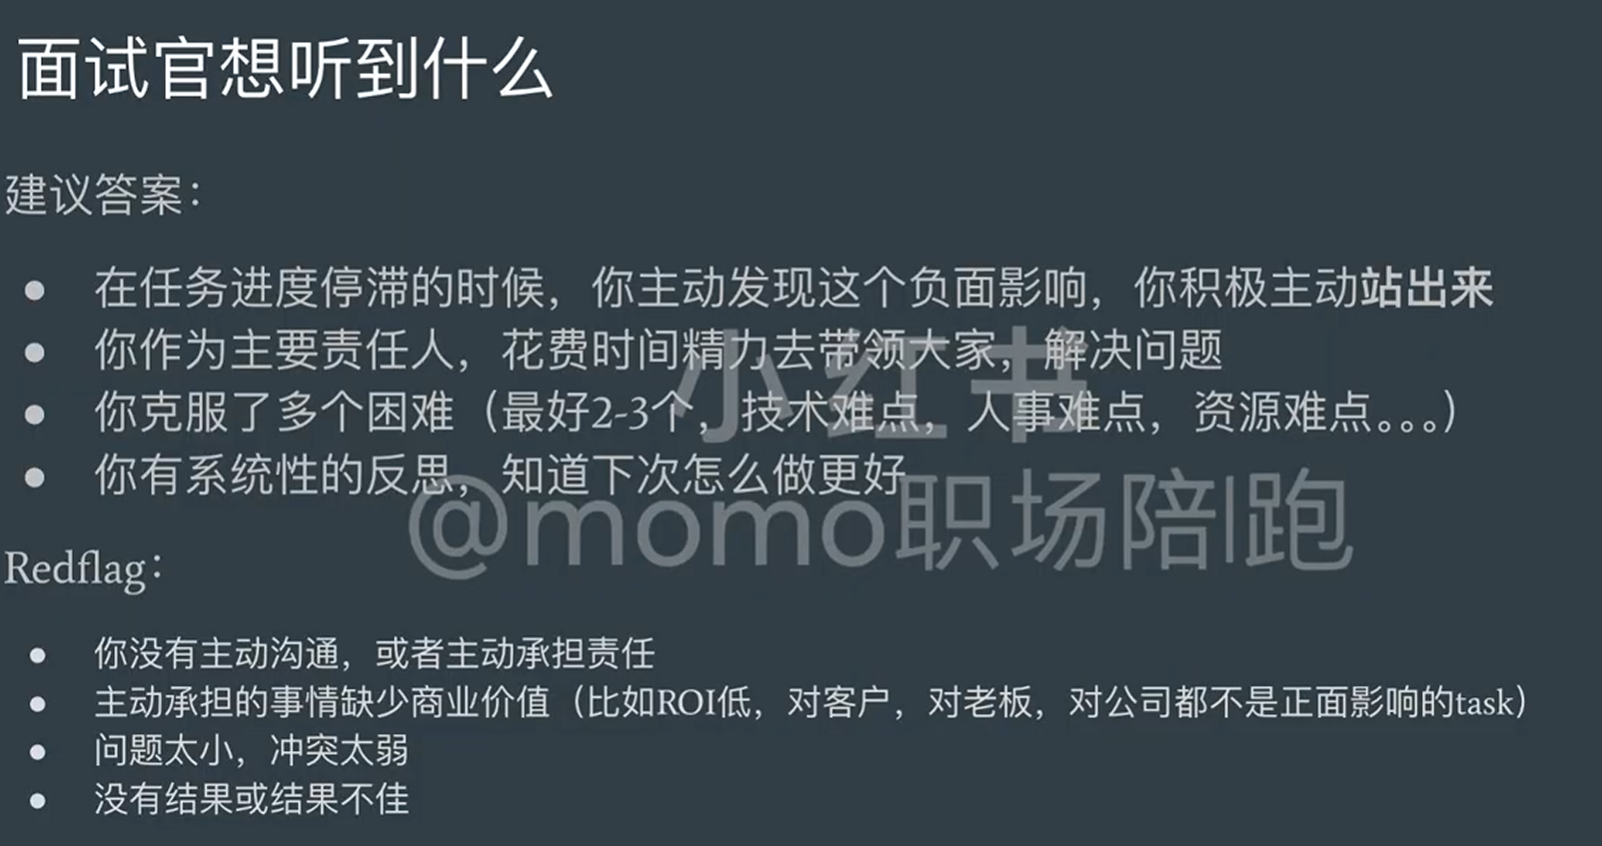 面试官想听到什么
建议答案：
● 在任务进度停滞的时候，你主动发现这个负面影响，你积极主动站出来
● 你作为主要责任人，花费时间精力去带领大家，解决问题
● 你克服了多个困难（最好2-3个，技术难点，人事难点，资源难点。。。）
● 你有系统性的反思，知道下次怎么做更好
小红书
@momo职场陪跑
Redflag：
● 你没有主动沟通，或者主动承担责任
● 主动承担的事情缺少商业价值（比如ROI低，对客户，对老板，对公司都不是正面影响的task）
● 问题太小，冲突太弱
● 没有结果或结果不佳